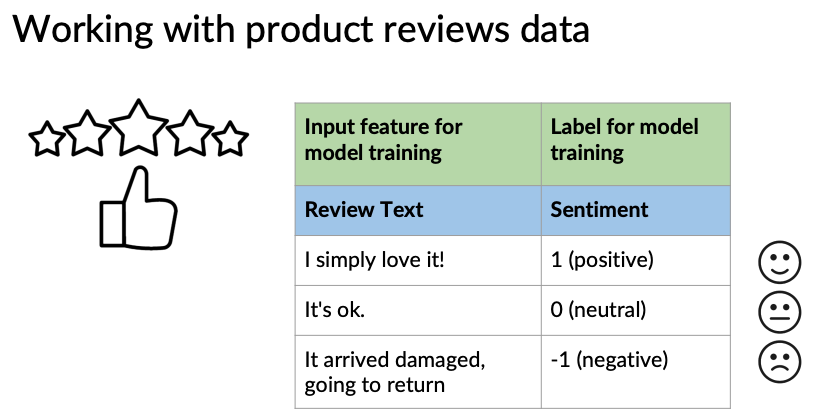 Working with product reviews data
Input feature for
model training
Label for model
training
Review Text
Sentiment
I simply love it!
1 (positive)
It's ok.
0 (neutral)
It arrived damaged,
going to return
-1 (negative)